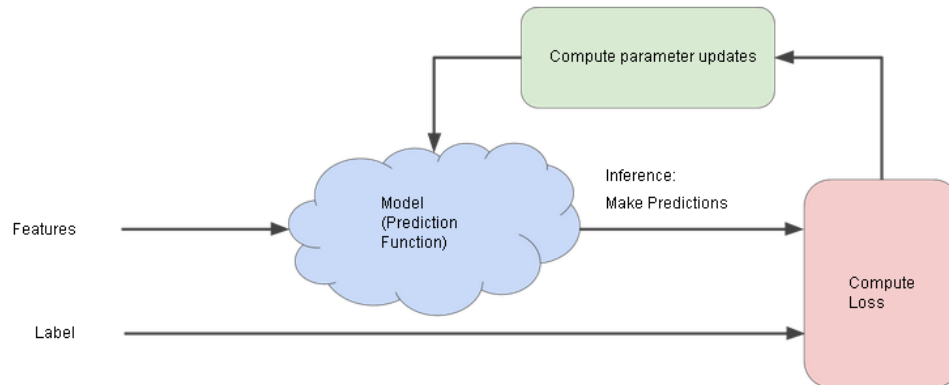 Compute parameter updates
Inference:
Make Predictions
Model
(Prediction
Function)
Features
Compute
Loss
Label